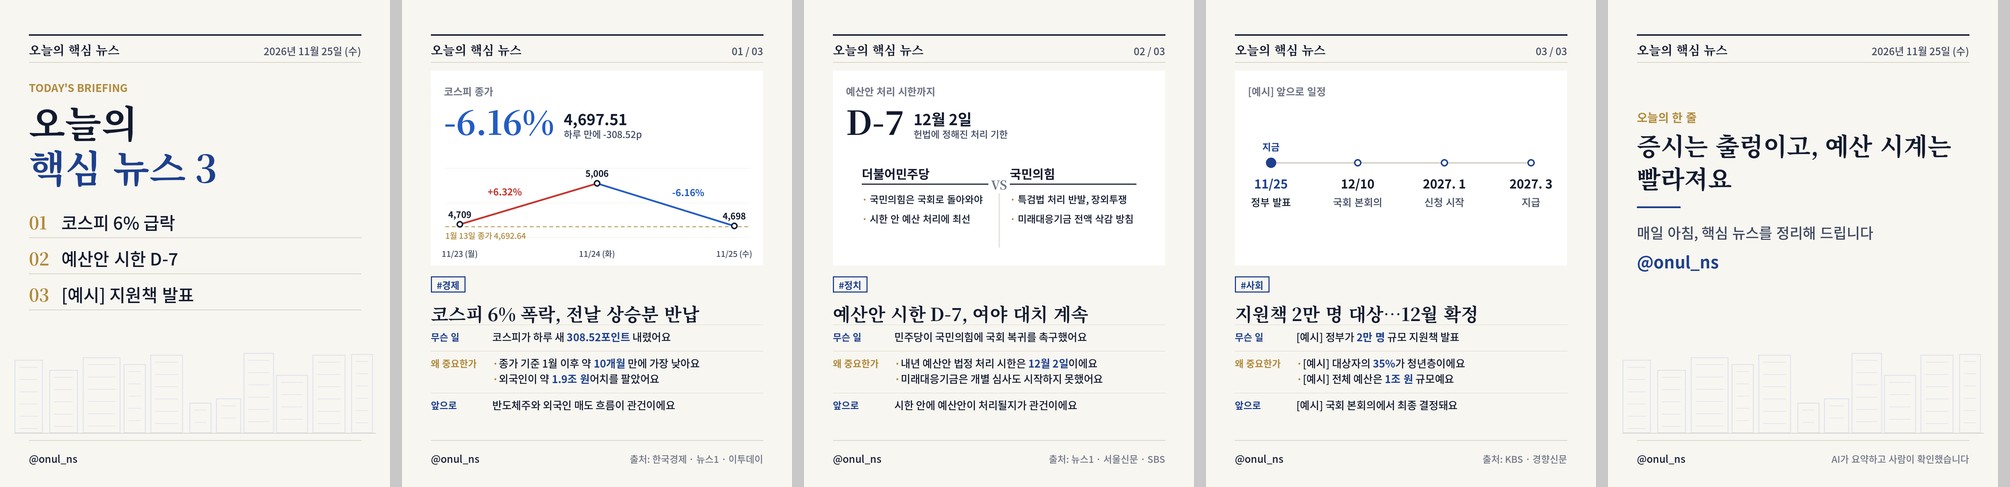 오늘의 핵심 뉴스
2026년 11월 25일 (수)
TODAY'S BRIEFING
오늘의
핵심 뉴스 3
01 코스피 6% 급락
02 예산안 시한 D-7
03 [예시] 지원책 발표
@onul_ns
오늘의 핵심 뉴스
01 / 03
코스피 종가
-6.16%
4,697.51
하루 만에 -308.52p
5,006
+6.32%
-6.16%
4,709
4,698
1월 13일 종가 4,692.64
11/23 (월)
11/24 (화)
11/25 (수)
#경제
코스피 6% 폭락, 전날 상승분 반납
무슨 일 코스피가 하루 새 308.52포인트 내렸어요
왜 중요한가 · 종가 기준 1월 이후 약 10개월 만에 가장 낮아요
· 외국인이 약 1.9조 원어치를 팔았어요
앞으로 반도체주와 외국인 매도 흐름이 관건이에요
@onul_ns
출처: 한국경제 · 뉴스1 · 이투데이
오늘의 핵심 뉴스
02 / 03
예산안 처리 시한까지
D-7
12월 2일
헌법에 정해진 처리 기한
더불어민주당
VS
국민의힘
· 국민의힘은 국회로 돌아와야
· 시한 안 예산 처리에 최선
· 특검법 처리 반발, 장외투쟁
· 미래대응기금 전액 삭감 방침
#정치
예산안 시한 D-7, 여야 대치 계속
무슨 일 민주당이 국민의힘에 국회 복귀를 촉구했어요
왜 중요한가 · 내년 예산안 법정 처리 시한은 12월 2일이에요
· 미래대응기금은 개별 심사도 시작하지 못했어요
앞으로 시한 안에 예산안이 처리될지가 관건이에요
@onul_ns
출처: 뉴스1 · 서울신문 · SBS
오늘의 핵심 뉴스
03 / 03
[예시] 앞으로 일정
지금
11/25
정부 발표
12/10
국회 본회의
2027. 1
신청 시작
2027. 3
지급
#사회
지원책 2만 명 대상…12월 확정
무슨 일 [예시] 정부가 2만 명 규모 지원책 발표
왜 중요한가 · [예시] 대상자의 35%가 청년층이에요
· [예시] 전체 예산은 1조 원 규모예요
앞으로 [예시] 국회 본회의에서 최종 결정돼요
@onul_ns
출처: KBS · 경향신문
오늘의 핵심 뉴스
2026년 11월 25일 (수)
오늘의 한 줄
증시는 출렁이고, 예산 시계는
빨라져요
매일 아침, 핵심 뉴스를 정리해 드립니다
@onul_ns
@onul_ns
AI가 요약하고 사람이 확인했습니다